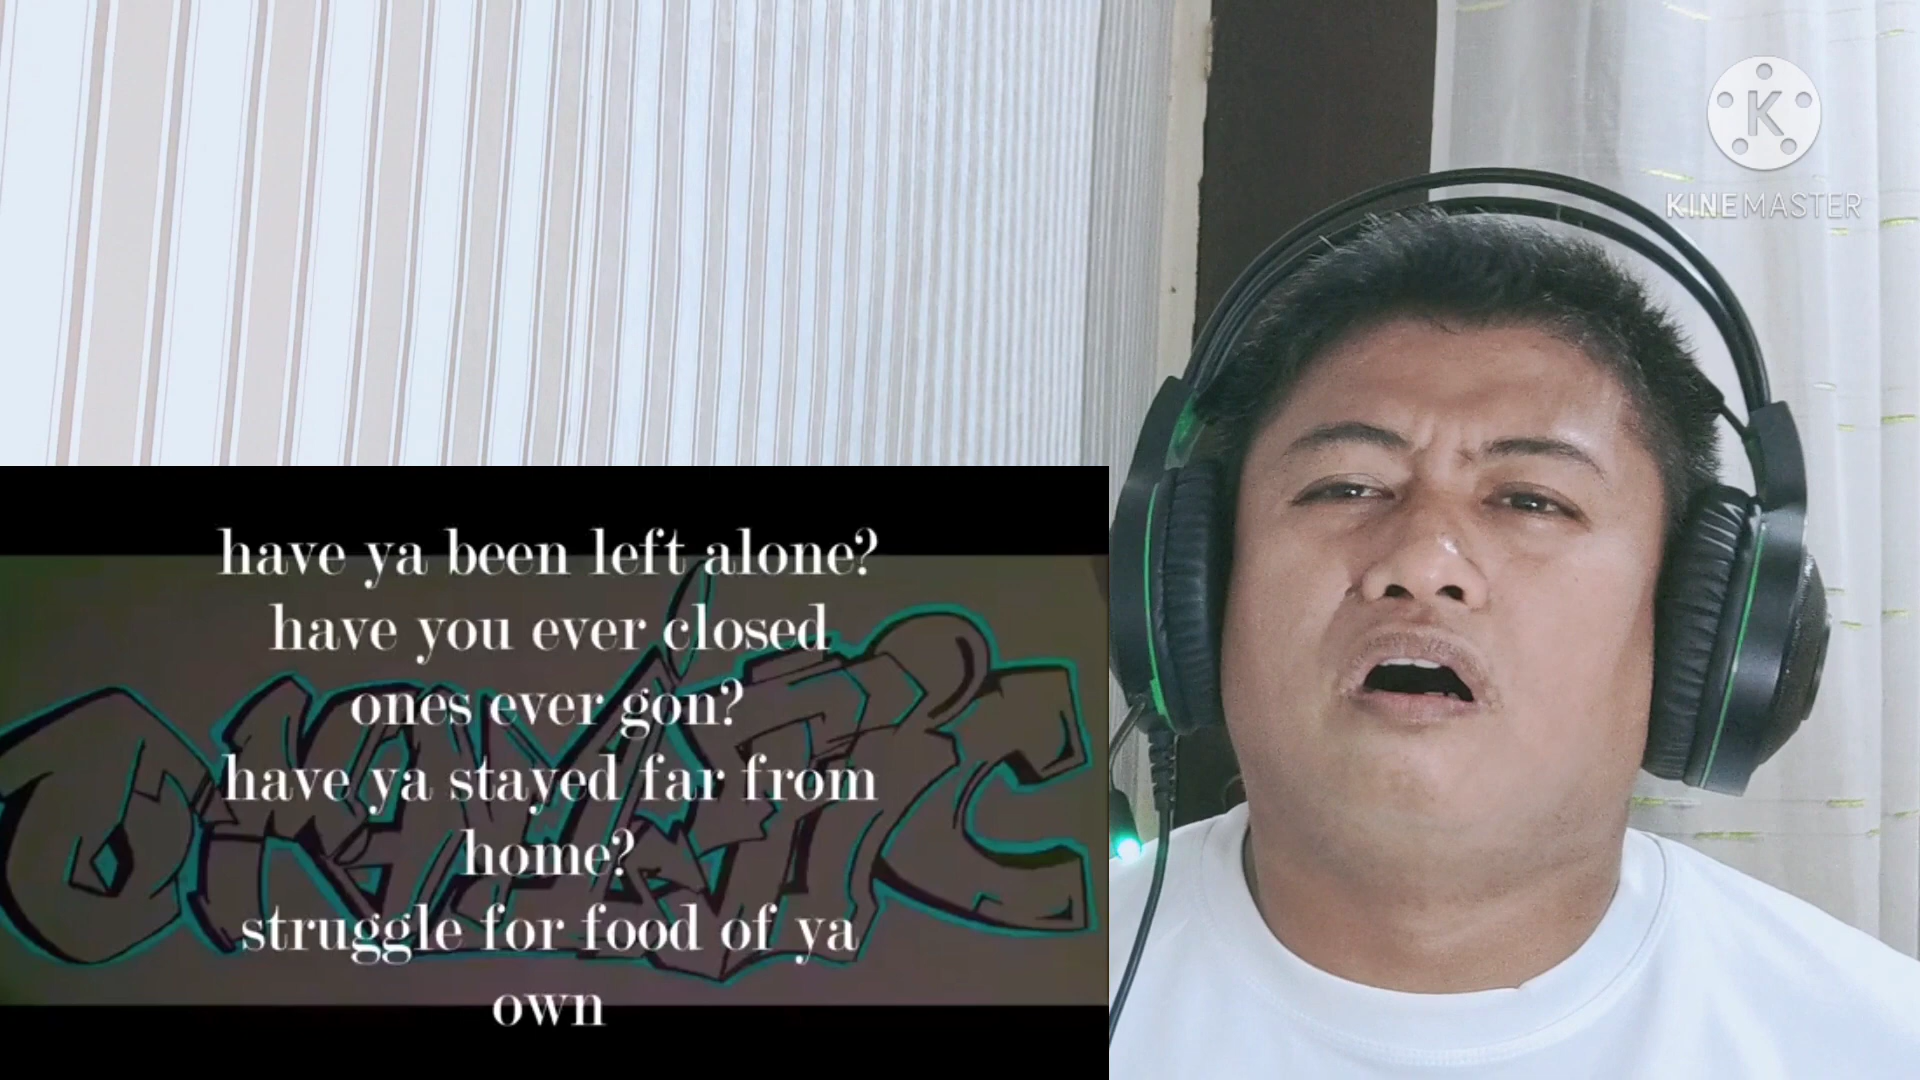 K
KINEMASTER
have ya been left alone?
have you ever closed
ones ever gon?
have ya stayed far from
home?
struggle for food of ya
own